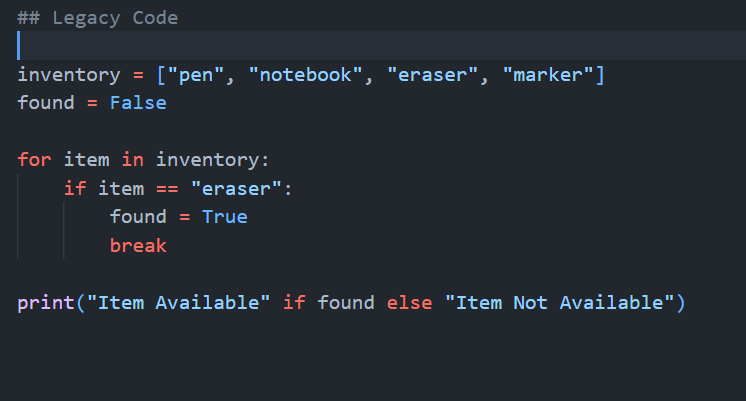 ## Legacy Code
inventory = ["pen", "notebook", "eraser", "marker"]
found = False
for item in inventory:
    if item == "eraser":
        found = True
        break
print("Item Available" if found else "Item Not Available")